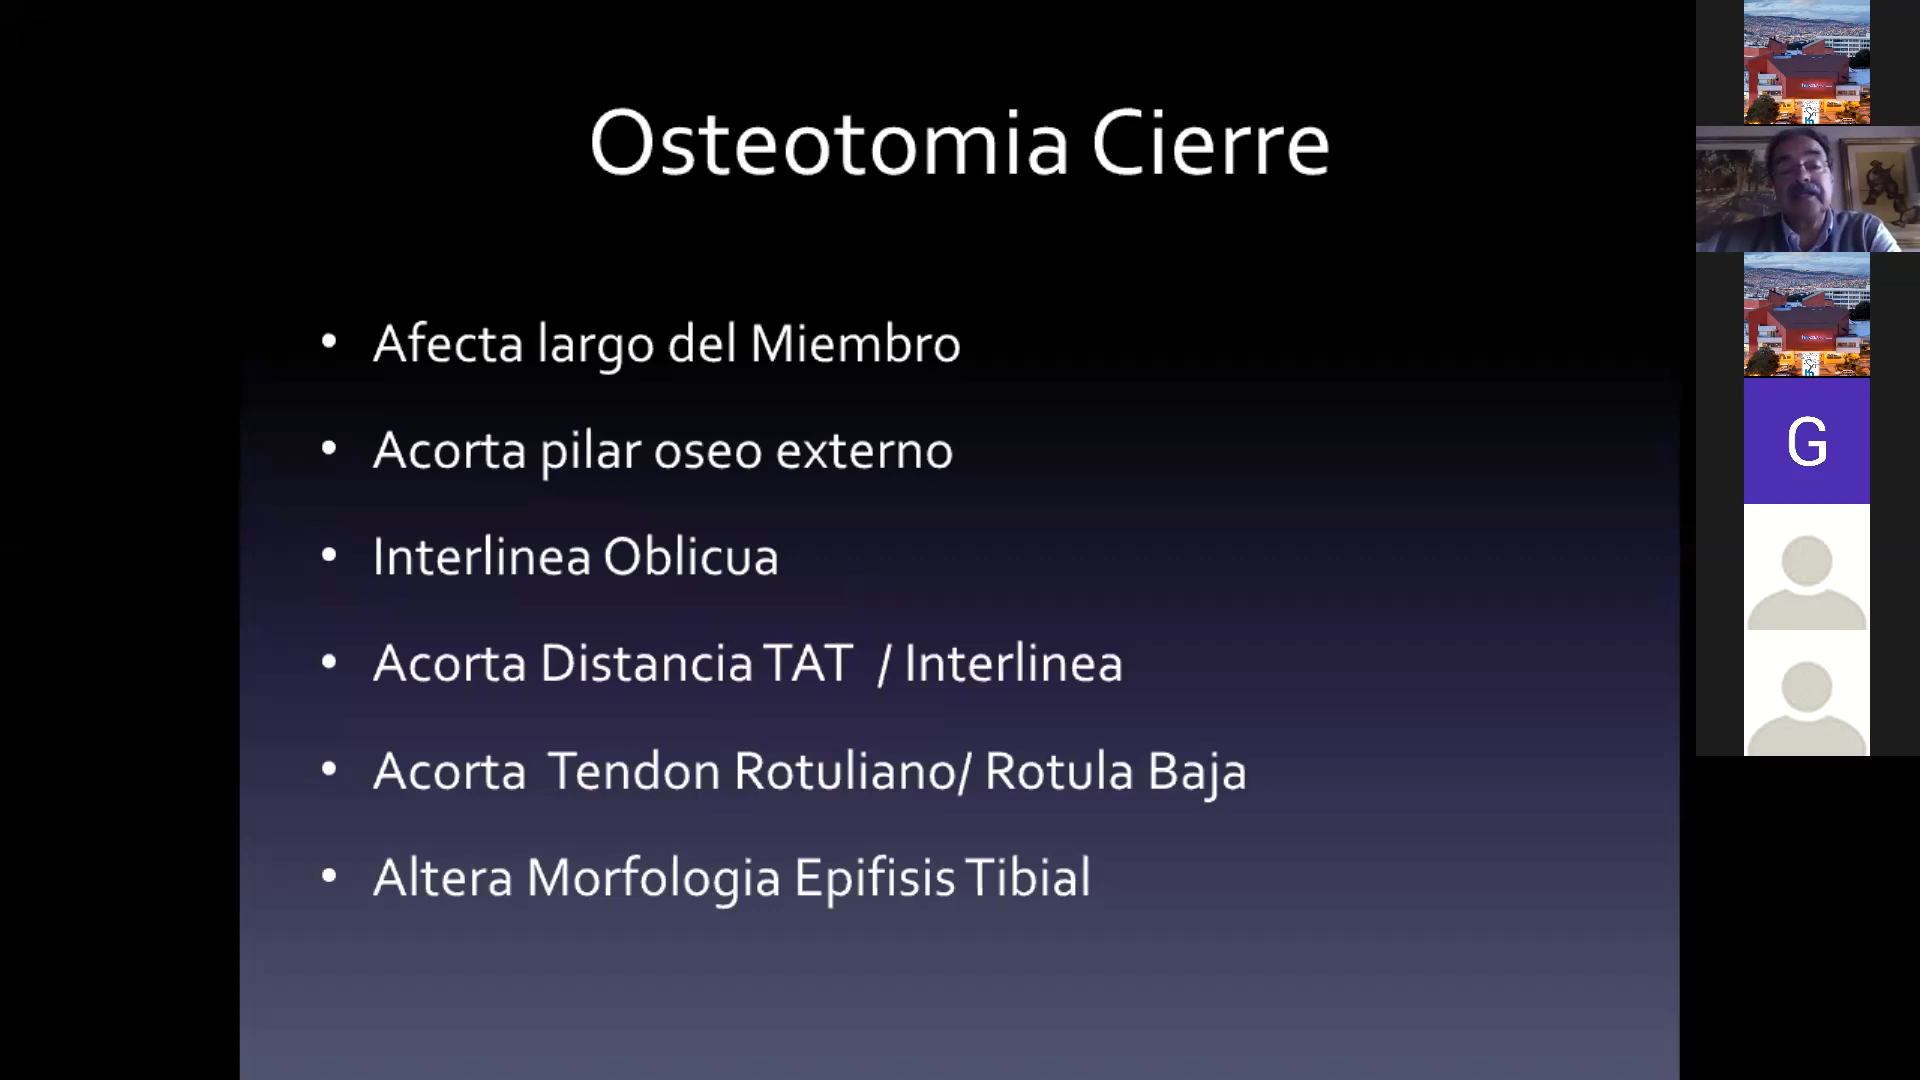 Osteotomia Cierre
• Afecta largo del Miembro
• Acorta pilar oseo externo
• Interlinea Oblicua
• Acorta Distancia TAT / Interlinea
• Acorta Tendon Rotuliano/ Rotula Baja
• Altera Morfologia Epifisis Tibial
G